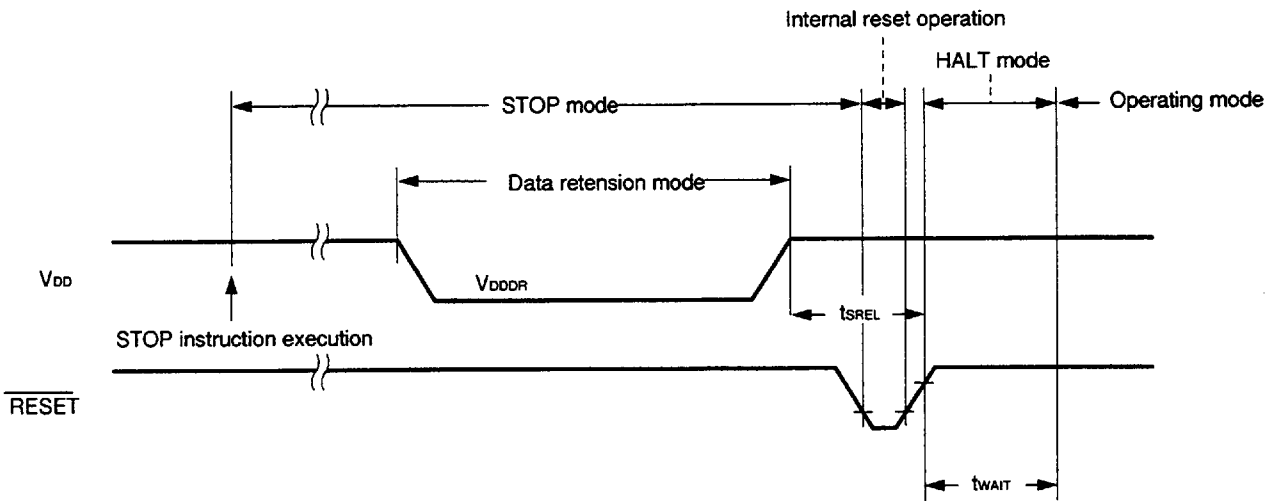 Internal reset operation
HALT mode
STOP mode
Operating mode
Data retension mode
VDD
VDDDR
tSREL
STOP instruction execution
RESET
tWAIT